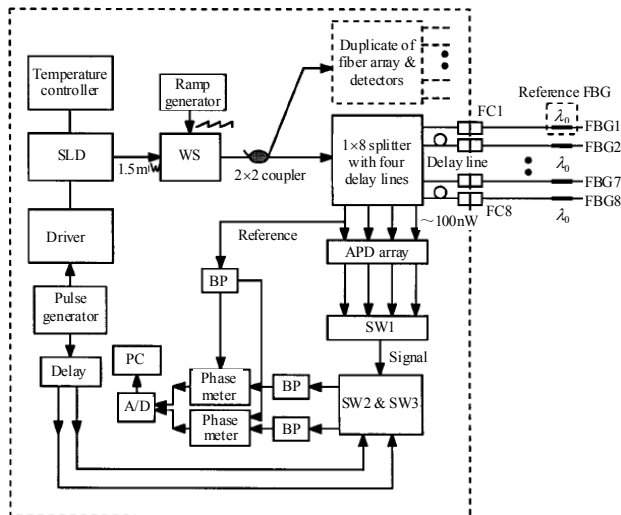 Temperature
controller
Ramp
generator
Duplicate of
fiber array &
detectors
Reference FBG
FC1
λ0
FBG1
SLD
1.5mW
WS
2×2 coupler
1×8 splitter
with four
delay lines
Delay line
λ0
FBG2
λ0
FBG7
FC8
λ0
FBG8
~100nW
Driver
Reference
APD array
BP
Pulse
generator
SW1
Signal
PC
Delay
A/D
Phase
meter
BP
SW2 & SW3
Phase
meter
BP